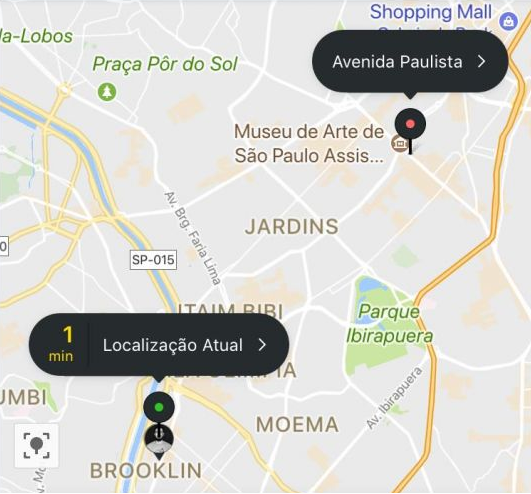 Shopping Mall
la-Lobos
Praça Pôr do Sol
Avenida Paulista
Museu de Arte de
São Paulo Assis...
Av. Brg. Faria Lima
JARDINS
SP-015
ITAIM BIBI
Parque
Ibirapuera
1
min
Localização Atual
UMBI
Av. Ibirapuera
MOEMA
BROOKLIN